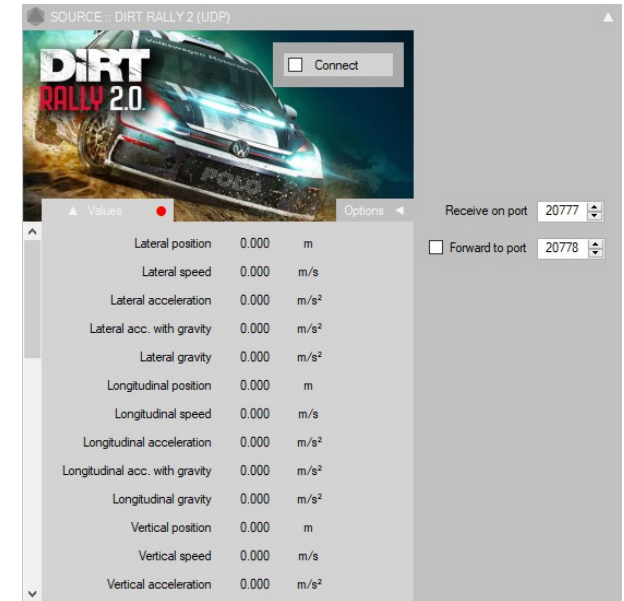 SOURCE :: DIRT RALLY 2 (UDP)
Volkswagen Motorsport
DiRT
RALLY 2.0
Connect
POLO
Values
Options
Receive on port 20777
Forward to port 20778
Lateral position 0.000 m
Lateral speed 0.000 m/s
Lateral acceleration 0.000 m/s²
Lateral acc. with gravity 0.000 m/s²
Lateral gravity 0.000 m/s²
Longitudinal position 0.000 m
Longitudinal speed 0.000 m/s
Longitudinal acceleration 0.000 m/s²
Longitudinal acc. with gravity 0.000 m/s²
Longitudinal gravity 0.000 m/s²
Vertical position 0.000 m
Vertical speed 0.000 m/s
Vertical acceleration 0.000 m/s²